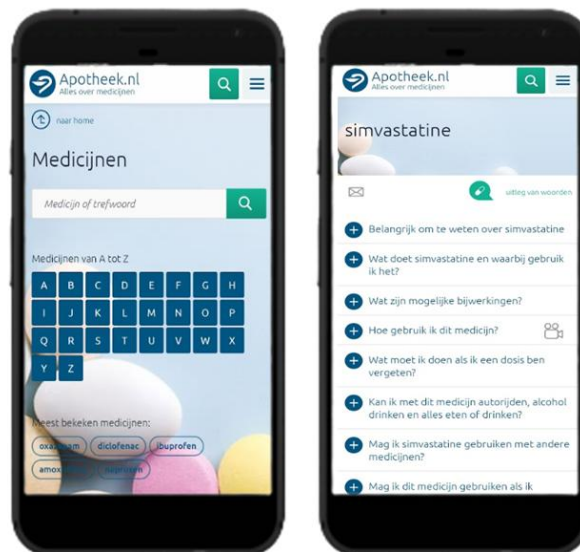 Apotheek.nl
Alles over medicijnen
naar home
Medicijnen
Medicijn of trefwoord
Medicijnen van A tot Z
A B C D E F G H
I J K L M N O P
Q R S T U V W X
Y Z
Meest bekeken medicijnen:
oxazepam diclofenac ibuprofen
naproxen
Apotheek.nl
Alles over medicijnen
simvastatine
uitleg van woorden
Belangrijk om te weten over simvastatine
Wat doet simvastatine en waarbij gebruik
ik het?
Wat zijn mogelijke bijwerkingen?
Hoe gebruik ik dit medicijn?
Wat moet ik doen als ik een dosis ben
vergeten?
Kan ik met dit medicijn autorijden, alcohol
drinken en alles eten of drinken?
Mag ik simvastatine gebruiken met andere
medicijnen?
Mag ik dit medicijn gebruiken als ik